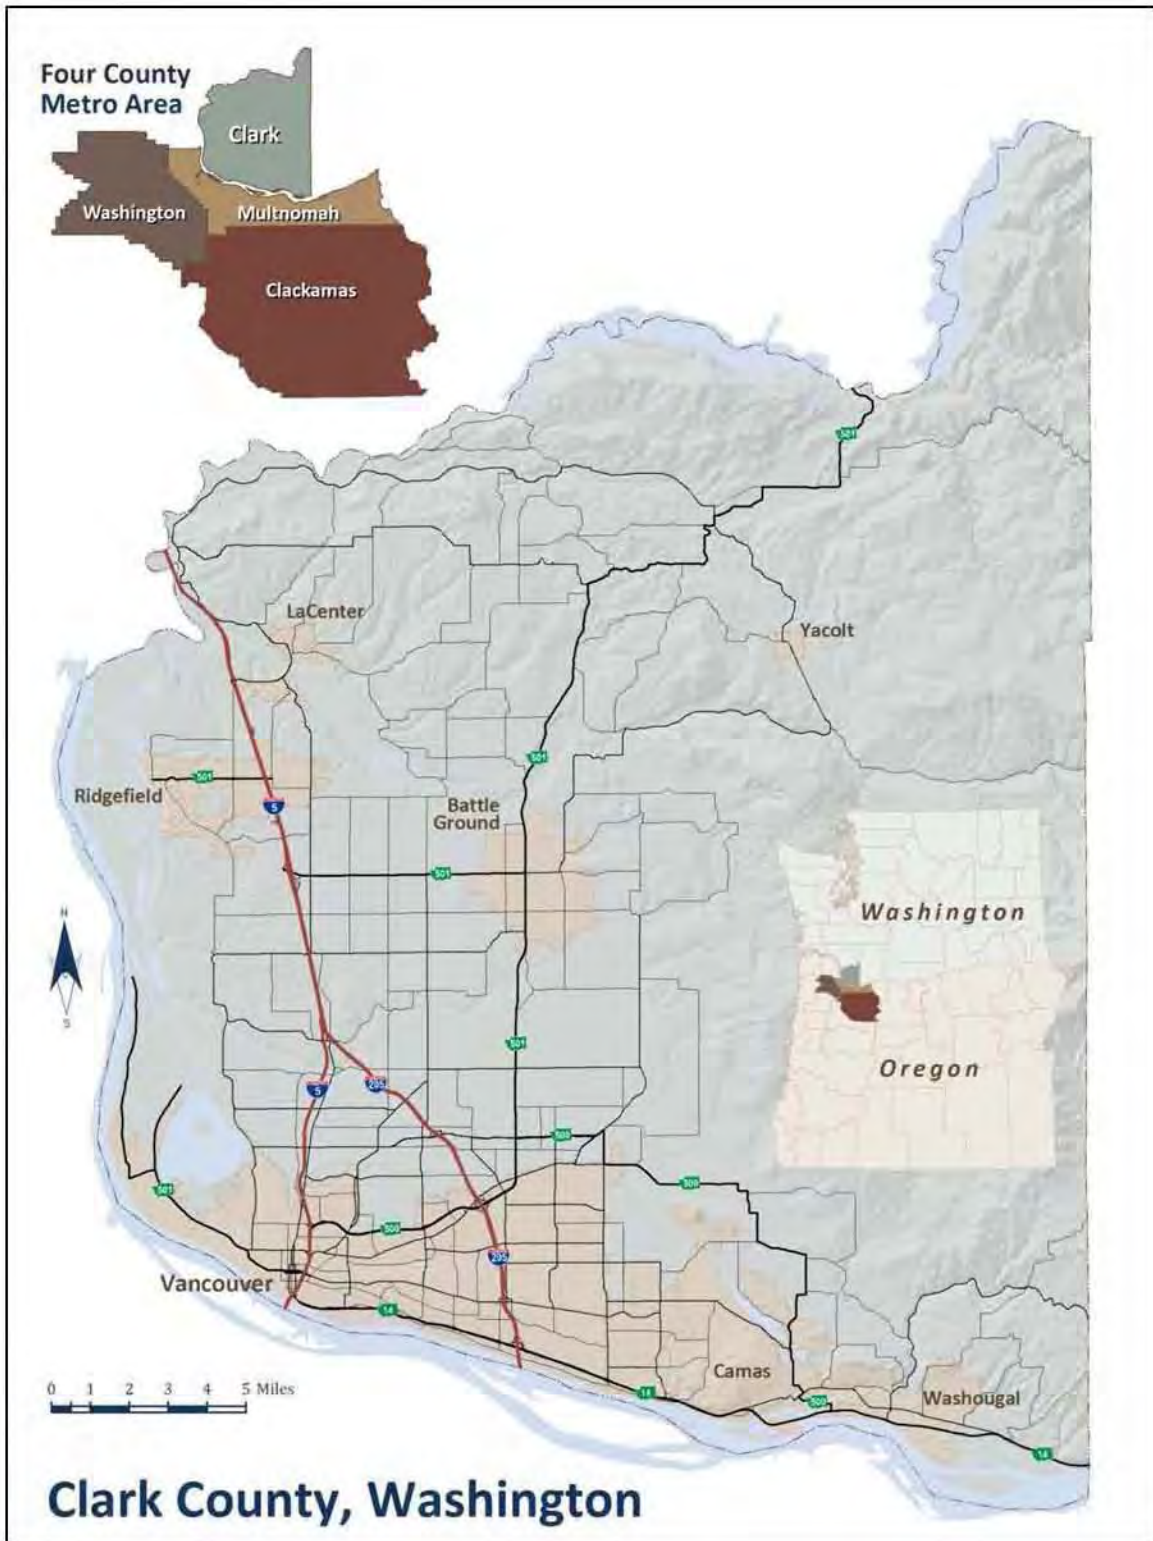 Four County
Metro Area
Clark
Washington
Multnomah
Clackamas
501
LaCenter
Yacolt
501
501
Ridgefield
5
Battle
Ground
501
Washington
N
S
501
Oregon
5
205
500
501
500
500
205
Vancouver
14
Camas
0 1 2 3 4 5 Miles
14
500
Washougal
14
Clark County, Washington